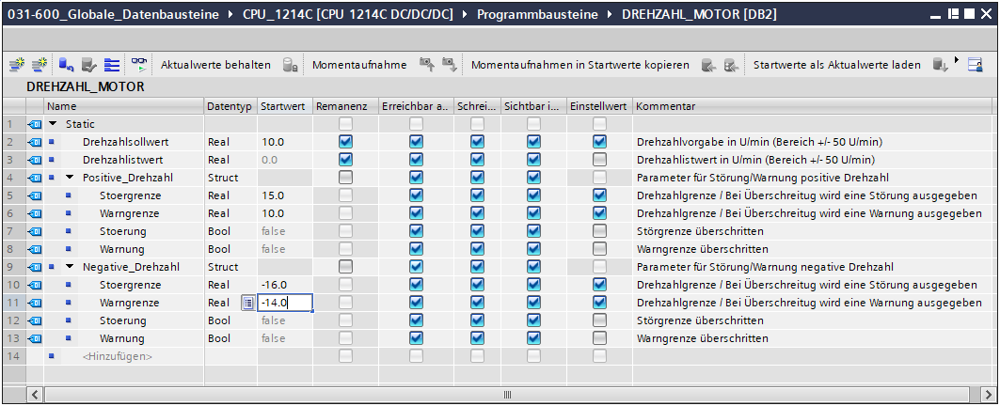 031-600_Globale_Datenbausteine CPU_1214C [CPU 1214C DC/DC/DC] Programmbausteine DREHZAHL_MOTOR [DB2]
Aktualwerte behalten Momentaufnahme Momentaufnahmen in Startwerte kopieren Startwerte als Aktualwerte laden
DREHZAHL_MOTOR
Name Datentyp Startwert Remanenz Erreichbar a.. Schrei... Sichtbar i... Einstellwert Kommentar
1 Static
2 Drehzahlsollwert Real 10.0 Drehzahlvorgabe in U/min (Bereich +/- 50 U/min)
3 Drehzahlistwert Real 0.0 Drehzahlistwert in U/min (Bereich +/- 50 U/min)
4 Positive_Drehzahl Struct Parameter für Störung/Warnung positive Drehzahl
5 Stoergrenze Real 15.0 Drehzahlgrenze / Bei Überschreitug wird eine Störung ausgegeben
6 Warngrenze Real 10.0 Drehzahlgrenze / Bei Überschreitug wird eine Warnung ausgegeben
7 Stoerung Bool false Störgrenze überschritten
8 Warnung Bool false Warngrenze überschritten
9 Negative_Drehzahl Struct Parameter für Störung/Warnung negative Drehzahl
10 Stoergrenze Real -16.0 Drehzahlgrenze / Bei Überschreitug wird eine Störung ausgegeben
11 Warngrenze Real -14.0 Drehzahlgrenze / Bei Überschreitug wird eine Warnung ausgegeben
12 Stoerung Bool false Störgrenze überschritten
13 Warnung Bool false Warngrenze überschritten
14 <Hinzufügen>